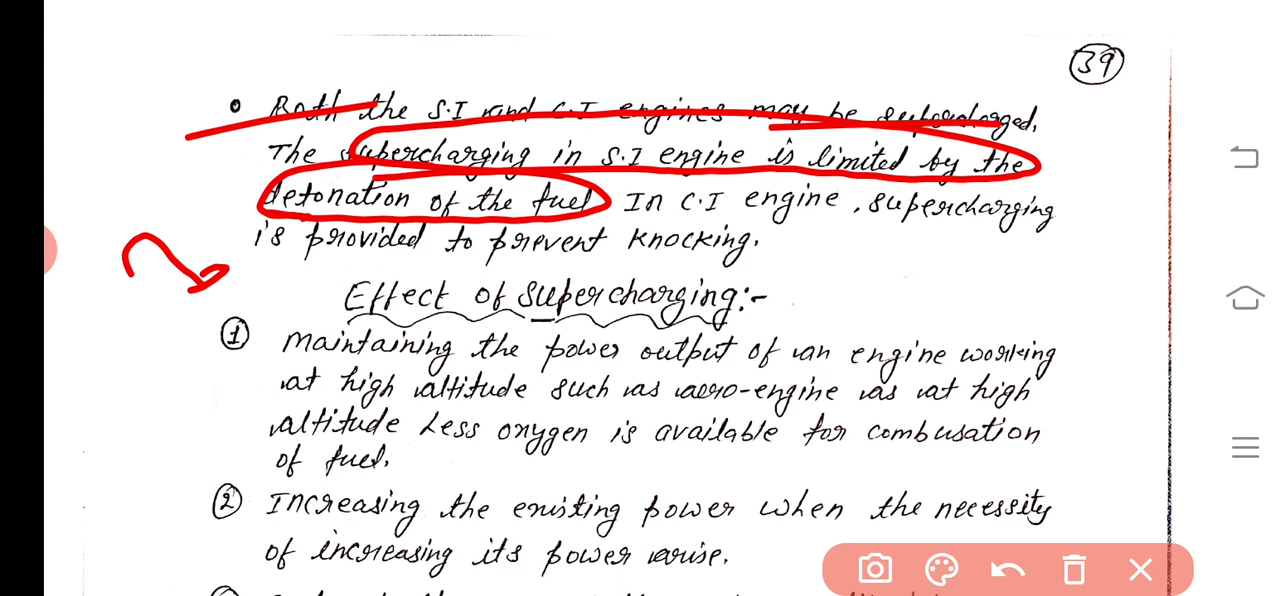 39
Both the S.I and C.I engines may be supercharged.
The supercharging in S.I engine is limited by the
detonation of the fuel In C.I engine, supercharging
is provided to prevent knocking.
Effect of Supercharging:-
① Maintaining the power output of an engine working
at high altitude such as aero-engine as at high
altitude Less oxygen is available for combusation
of fuel.
② Increasing the existing power when the necessity
of increasing its power arise.